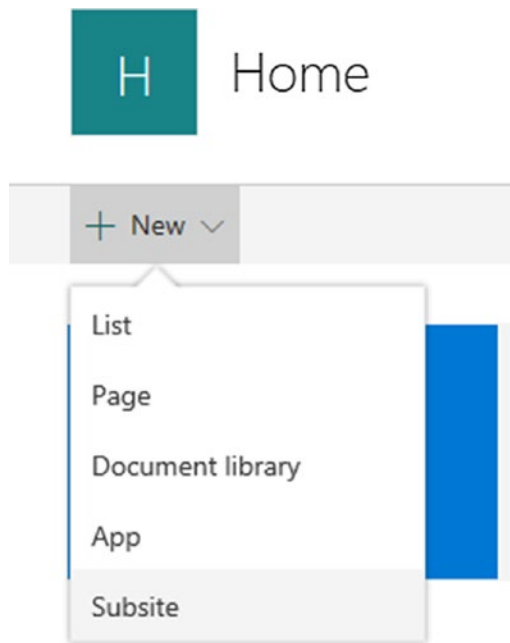 H
Home
+ New
List
Page
Document library
App
Subsite